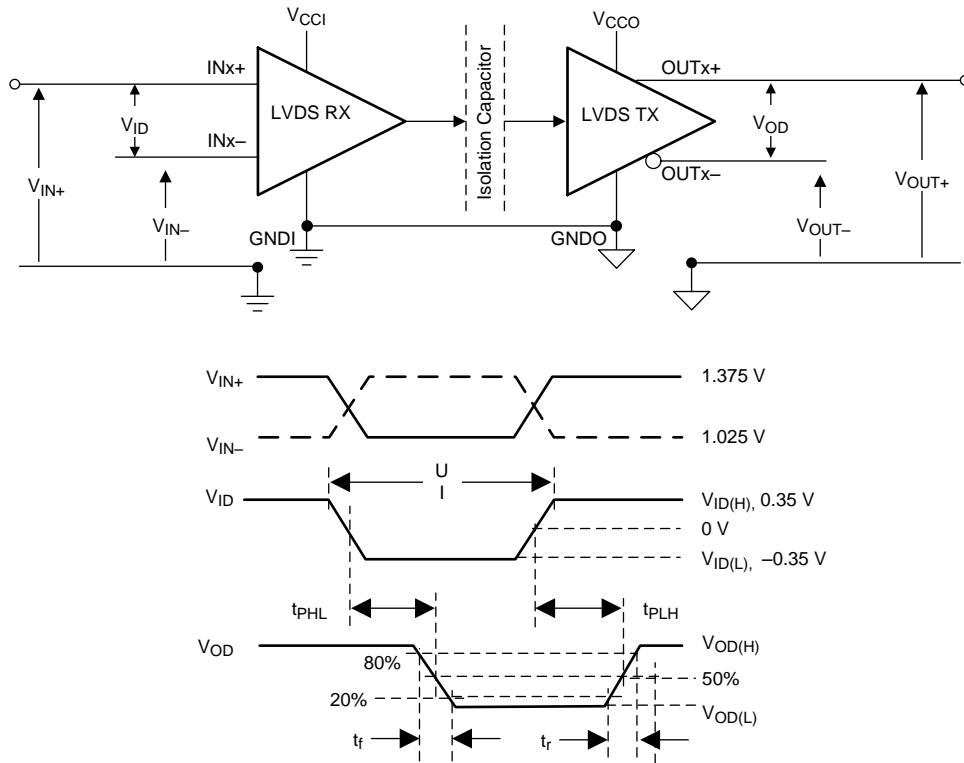 VCCI
VCCO
INx+
OUTx+
LVDS RX
Isolation Capacitor
LVDS TX
VID
VOD
INx–
OUTx–
VIN+
VIN–
VOUT–
VOUT+
GNDI
GNDO
VIN+
1.375 V
VIN–
1.025 V
U
I
VID
VID(H), 0.35 V
0 V
VID(L), –0.35 V
tPHL
tPLH
VOD
VOD(H)
80%
50%
20%
VOD(L)
tf
tr